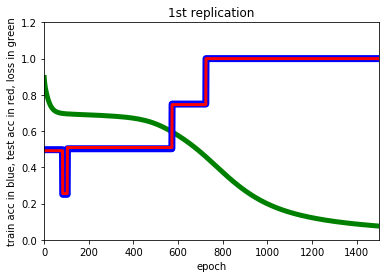 1st replication
train acc in blue, test acc in red, loss in green
1.2
1.0
0.8
0.6
0.4
0.2
0.0
0 200 400 600 800 1000 1200 1400
epoch